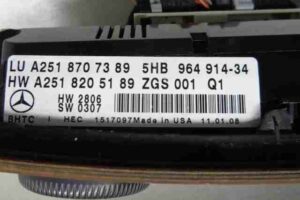 LU A251 870 73 89 5HB 964 914-34
HW A251 820 51 89 ZGS 001 Q1
HW 2806
SW 0307
BHTC I HEC 1517097 Made in USA 11.01.08